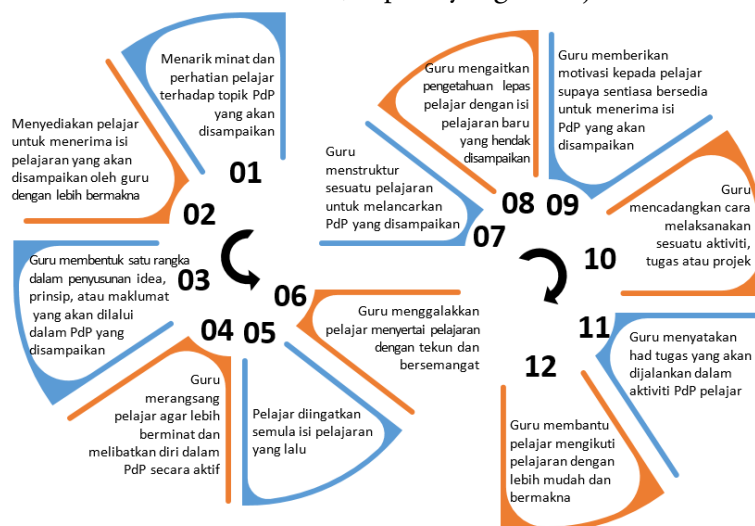 Menarik minat dan
perhatian pelajar
terhadap topik PdP
yang akan
disampaikan
01
Menyediakan pelajar
untuk menerima isi
pelajaran yang akan
disampaikan oleh guru
dengan lebih bermakna
02
Guru membentuk satu rangka
dalam penyusunan idea,
prinsip, atau maklumat
yang akan dilalui
dalam PdP yang
disampaikan
03
04
Guru
merangsang
pelajar agar lebih
berminat dan
melibatkan diri dalam
PdP secara aktif
05
Pelajar diingatkan
semula isi pelajaran
yang lalu
06
Guru menggalakkan
pelajar menyertai pelajaran
dengan tekun dan
bersemangat
Guru
menstruktur
sesuatu pelajaran
untuk melancarkan
PdP yang disampaikan
07
Guru mengaitkan
pengetahuan lepas
pelajar dengan isi
pelajaran baru
yang hendak
disampaikan
08
Guru memberikan
motivasi kepada pelajar
supaya sentiasa bersedia
untuk menerima isi
PdP yang akan
disampaikan
09
Guru
mencadangkan cara
melaksanakan
sesuatu aktiviti,
tugas atau projek
10
11
Guru menyatakan
had tugas yang akan
dijalankan dalam
aktiviti PdP pelajar
12
Guru membantu
pelajar mengikuti
pelajaran dengan
lebih mudah dan
bermakna